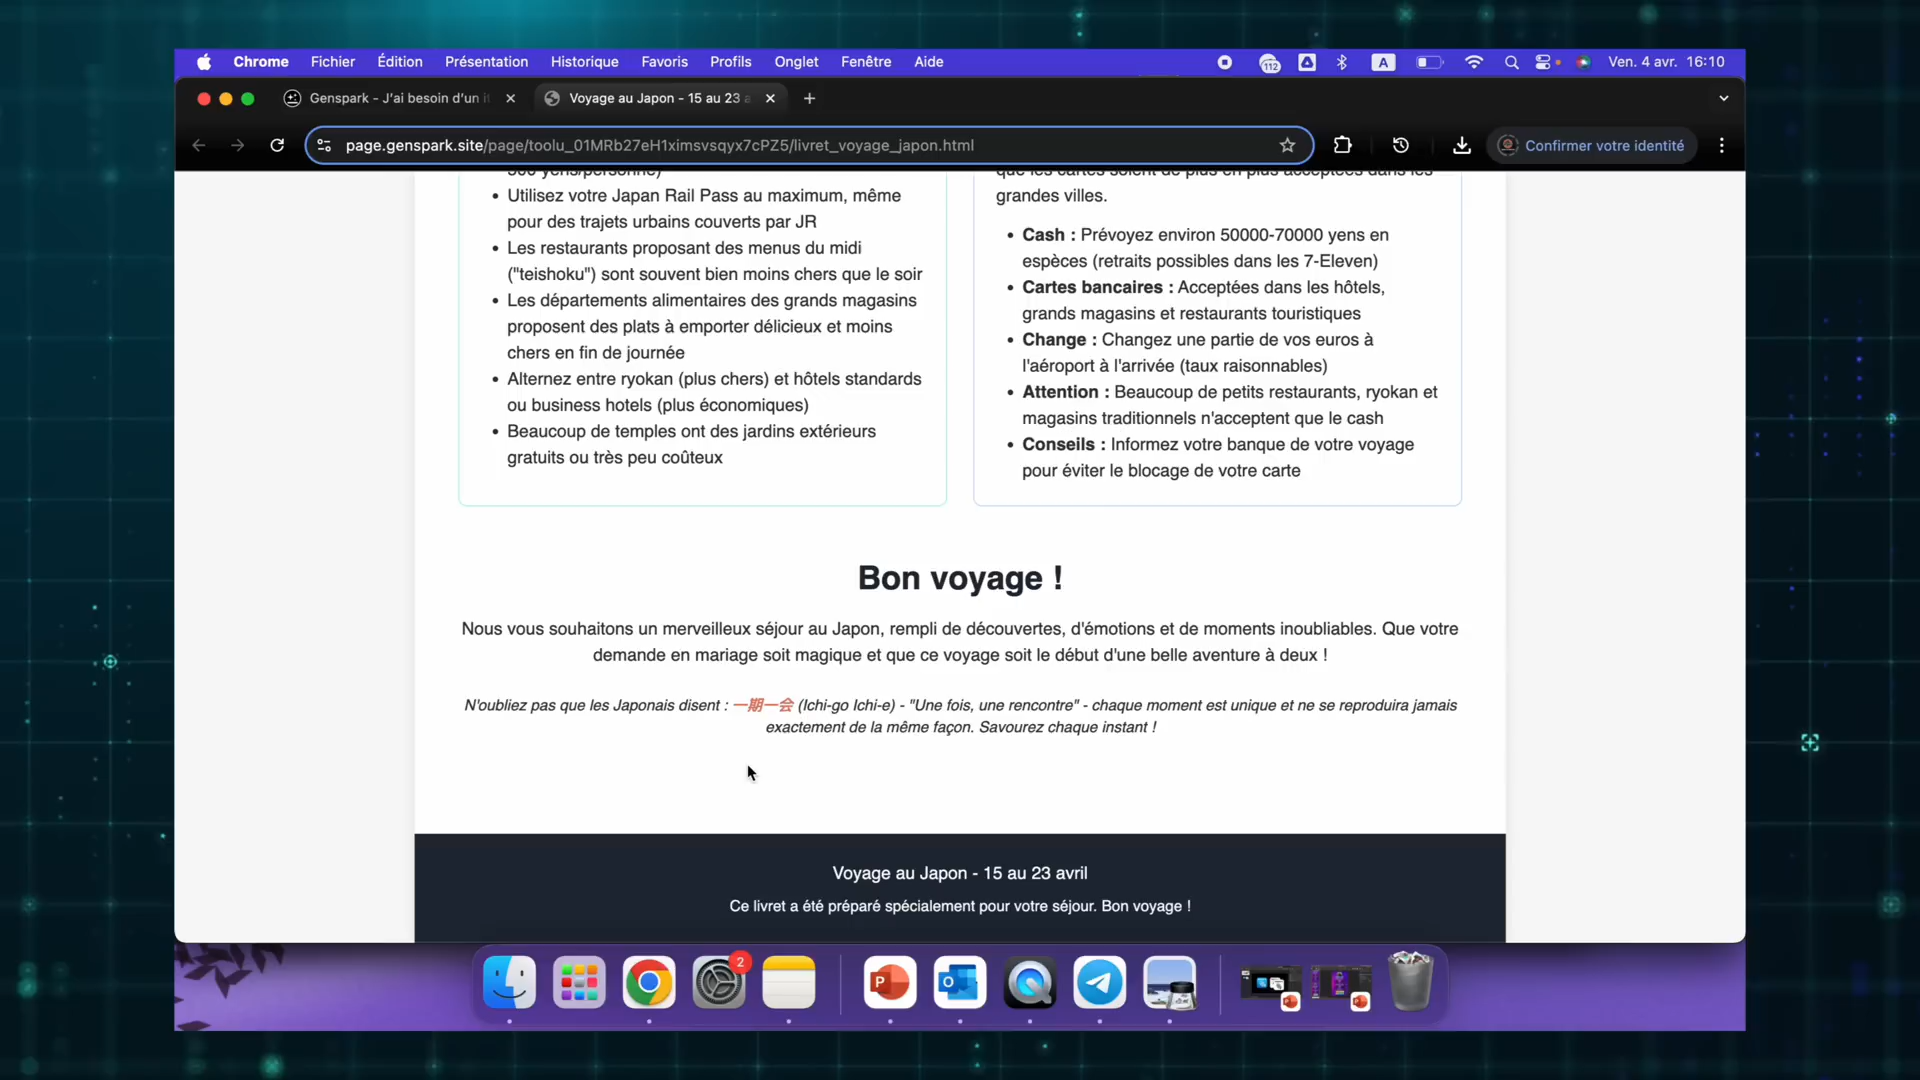 Chrome Fichier Édition Présentation Historique Favoris Profils Onglet Fenêtre Aide 112 A Ven. 4 avr. 16:10
Genspark - J'ai besoin d'un
Voyage au Japon - 15 au 23
page.genspark.site/page/toolu_01MRb27eH1ximsvsqyx7cPZ5/livret_voyage_japon.html
Confirmer votre identité
500 yens/personne)
Utilisez votre Japan Rail Pass au maximum, même
pour des trajets urbains couverts par JR
Les restaurants proposant des menus du midi
("teishoku") sont souvent bien moins chers que le soir
Les départements alimentaires des grands magasins
proposent des plats à emporter délicieux et moins
chers en fin de journée
Alternez entre ryokan (plus chers) et hôtels standards
ou business hotels (plus économiques)
Beaucoup de temples ont des jardins extérieurs
gratuits ou très peu coûteux
que les cartes soient de plus en plus acceptées dans les
grandes villes.
Cash : Prévoyez environ 50000-70000 yens en
espèces (retraits possibles dans les 7-Eleven)
Cartes bancaires : Acceptées dans les hôtels,
grands magasins et restaurants touristiques
Change : Changez une partie de vos euros à
l'aéroport à l'arrivée (taux raisonnables)
Attention : Beaucoup de petits restaurants, ryokan et
magasins traditionnels n'acceptent que le cash
Conseils : Informez votre banque de votre voyage
pour éviter le blocage de votre carte
Bon voyage !
Nous vous souhaitons un merveilleux séjour au Japon, rempli de découvertes, d'émotions et de moments inoubliables. Que votre
demande en mariage soit magique et que ce voyage soit le début d'une belle aventure à deux !
N'oubliez pas que les Japonais disent : 一期一会 (Ichi-go Ichi-e) - "Une fois, une rencontre" - chaque moment est unique et ne se reproduira jamais
exactement de la même façon. Savourez chaque instant !
Voyage au Japon - 15 au 23 avril
Ce livret a été préparé spécialement pour votre séjour. Bon voyage !
2